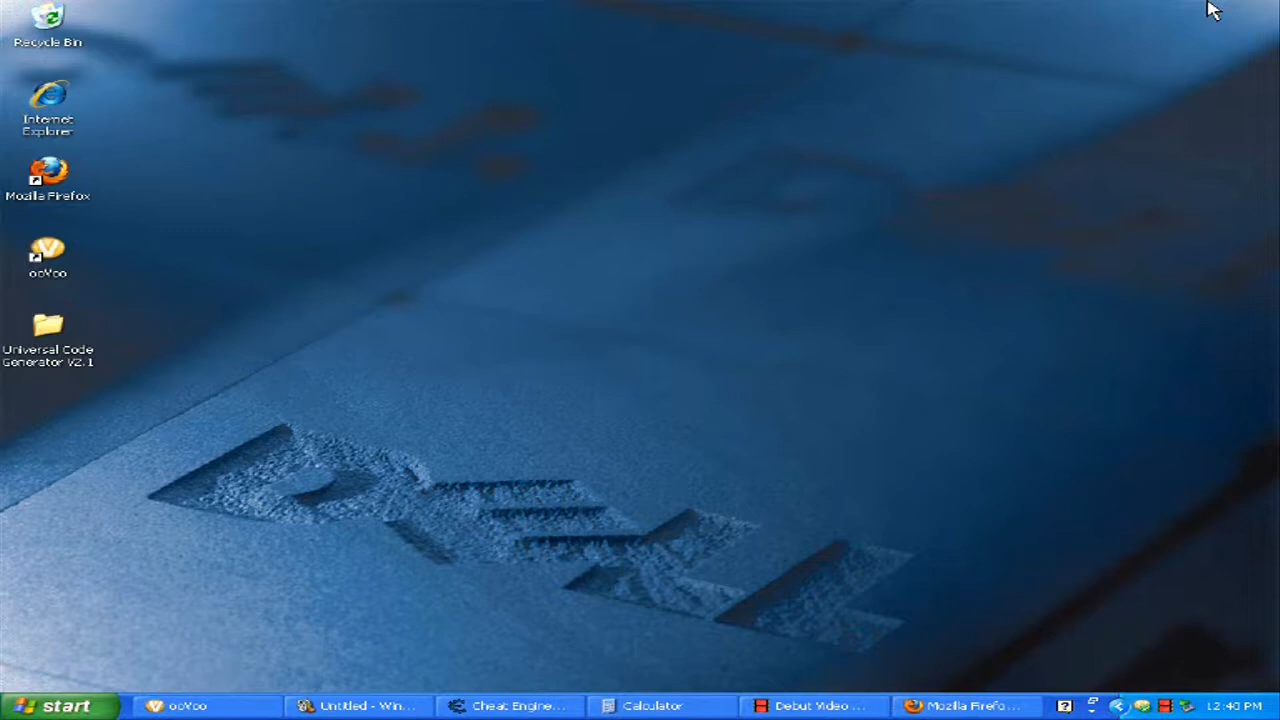 Recycle Bin
Internet
Explorer
Mozilla Firefox
ooVoo
Universal Code
Generator V2.1
DELL
start
ooVoo
Untitled - Win...
Cheat Engine...
Calculator
Debut Video ...
Mozilla Firefo...
12:40 PM